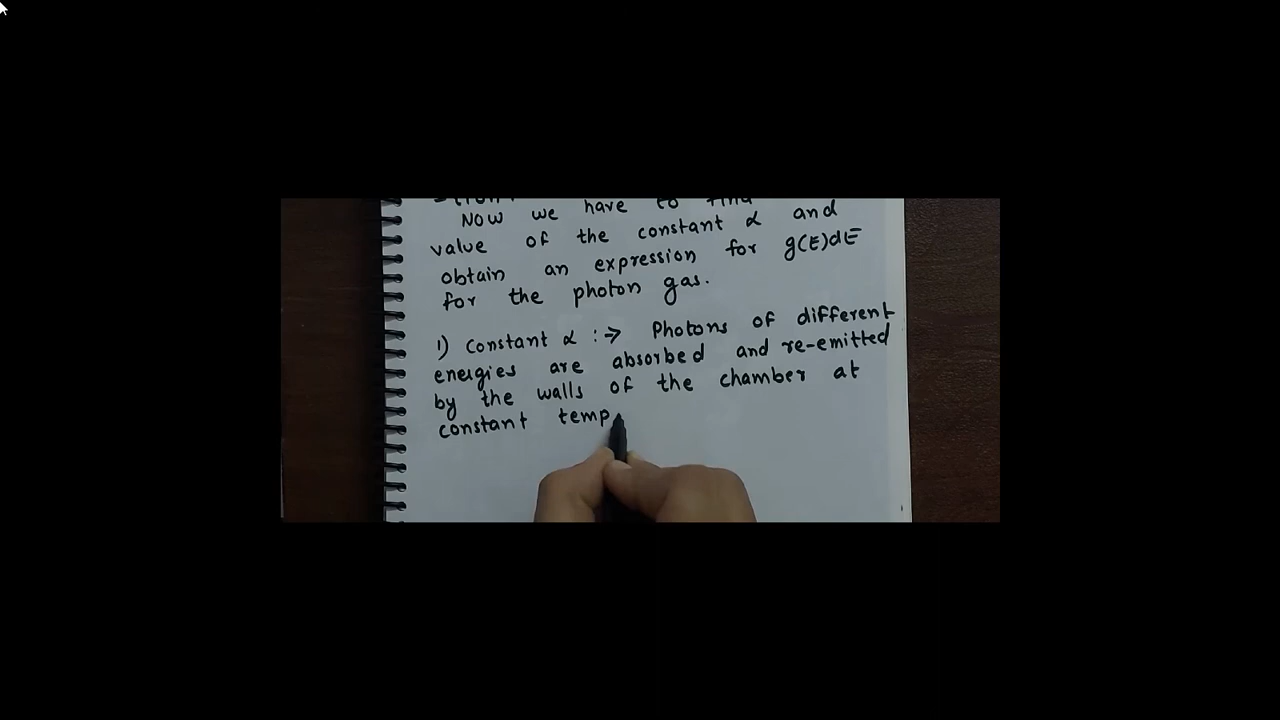 Now we have to find
value of the constant α and
obtain an expression for g(E)dE
for the photon gas.
1) Constant α :→ Photons of different
energies are absorbed and re-emitted
by the walls of the chamber at
constant temp